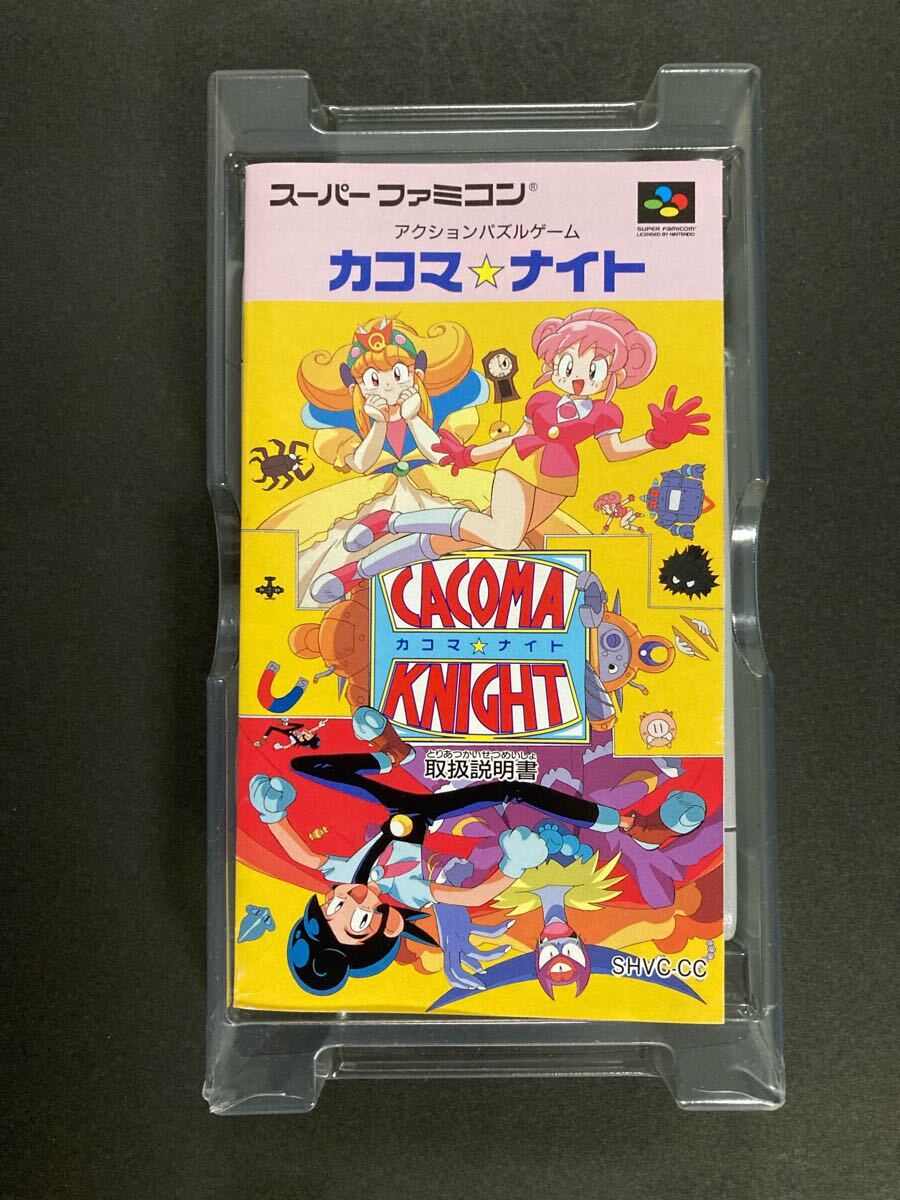 スーパーファミコン®
SUPER FAMICOM
LICENSED BY NINTENDO
アクションパズルゲーム
カコマ☆ナイト
CACOMA
カコマ★ナイト
KNIGHT
とりあつかいせつめいしょ
取扱説明書
SHVC-CC